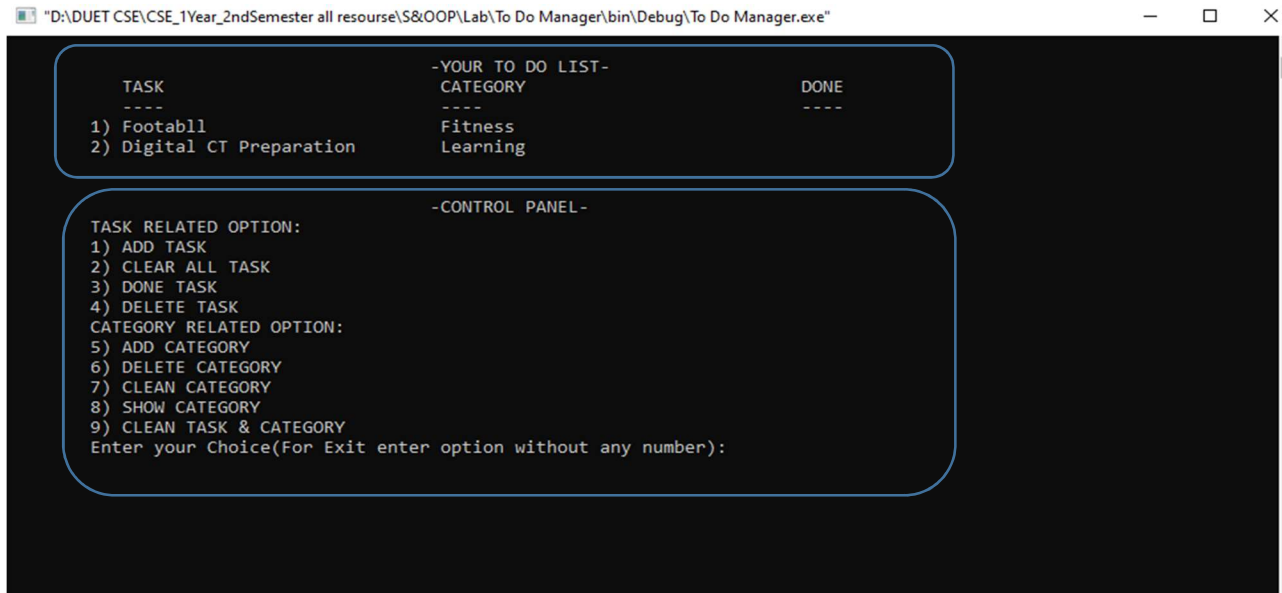 "D:\DUET CSE\CSE_1Year_2ndSemester all resourse\S&OOP\Lab\To Do Manager\bin\Debug\To Do Manager.exe"
-YOUR TO DO LIST-
TASK CATEGORY DONE
---- ---- ----
1) Footabll Fitness
2) Digital CT Preparation Learning
-CONTROL PANEL-
TASK RELATED OPTION:
1) ADD TASK
2) CLEAR ALL TASK
3) DONE TASK
4) DELETE TASK
CATEGORY RELATED OPTION:
5) ADD CATEGORY
6) DELETE CATEGORY
7) CLEAN CATEGORY
8) SHOW CATEGORY
9) CLEAN TASK & CATEGORY
Enter your Choice(For Exit enter option without any number):